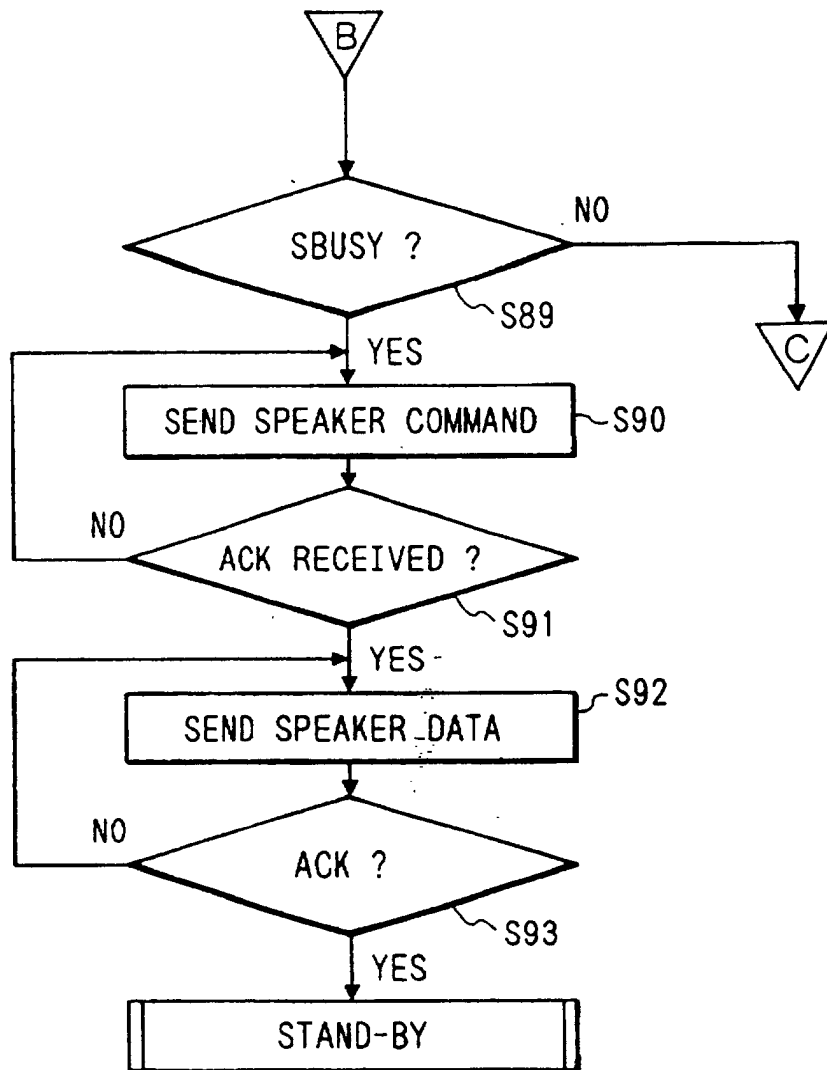 B
SBUSY ?
NO
S89
C
YES
SEND SPEAKER COMMAND
S90
NO
ACK RECEIVED ?
S91
YES
SEND SPEAKER DATA
S92
NO
ACK ?
S93
YES
STAND-BY